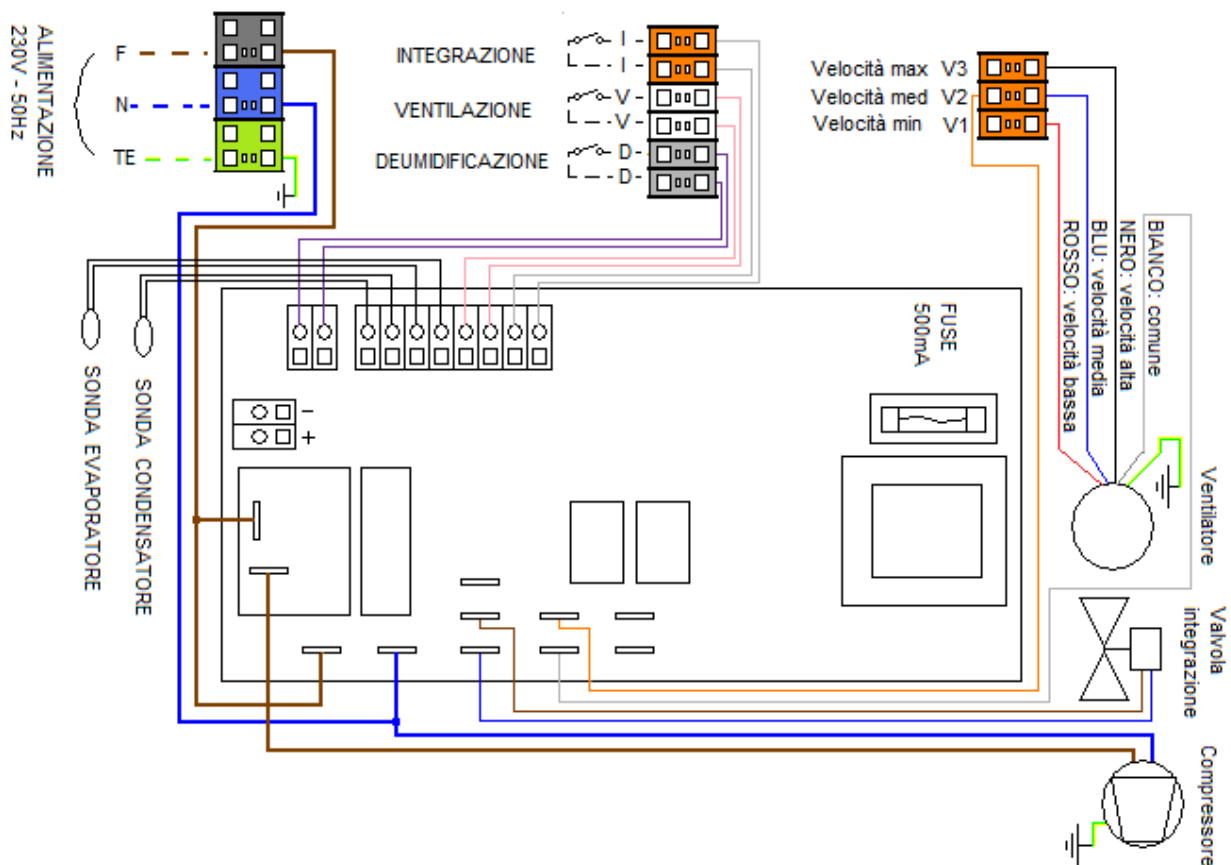 ALIMENTAZIONE
230V - 50Hz
F
N
TE
INTEGRAZIONE
I
I
VENTILAZIONE
V
V
DEUMIDIFICAZIONE
D
D
Velocità max V3
Velocità med V2
Velocità min V1
BIANCO: comune
NERO: velocità alta
BLU: velocità media
ROSSO: velocità bassa
Ventilatore
FUSE
500mA
-
+
SONDA CONDENSATORE
SONDA EVAPORATORE
Valvola
integrazione
Compressore